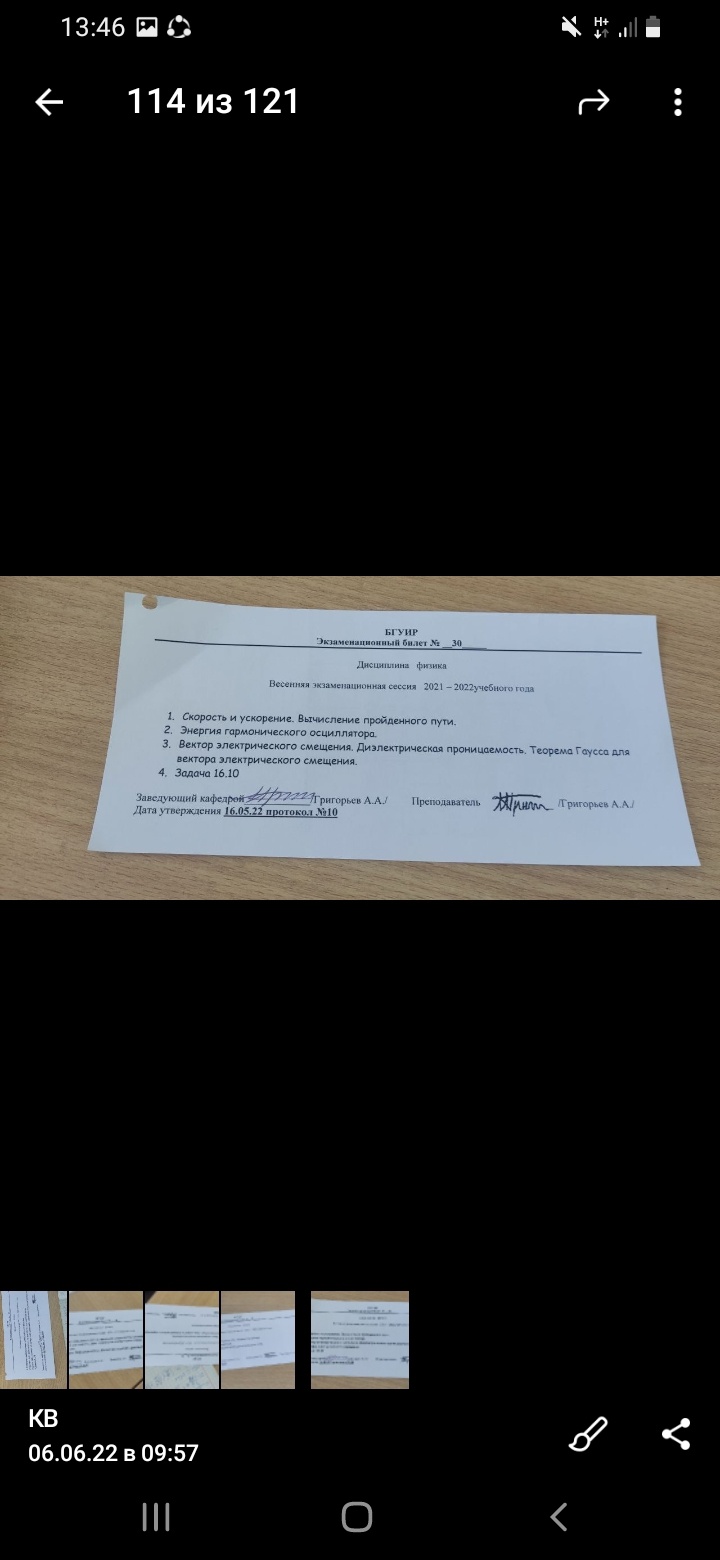 13:46
H+
114 из 121
БГУИР
Экзаменационный билет № __30____
Дисциплина физика
Весенняя экзаменационная сессия 2021 – 2022учебного года
1. Скорость и ускорение. Вычисление пройденного пути.
2. Энергия гармонического осциллятора.
3. Вектор электрического смещения. Диэлектрическая проницаемость. Теорема Гаусса для
вектора электрического смещения.
4. Задача 16.10
Заведующий кафедрой /Григорьев А.А./ Преподаватель /Григорьев А.А./
Дата утверждения 16.05.22 протокол №10
КВ
06.06.22 в 09:57